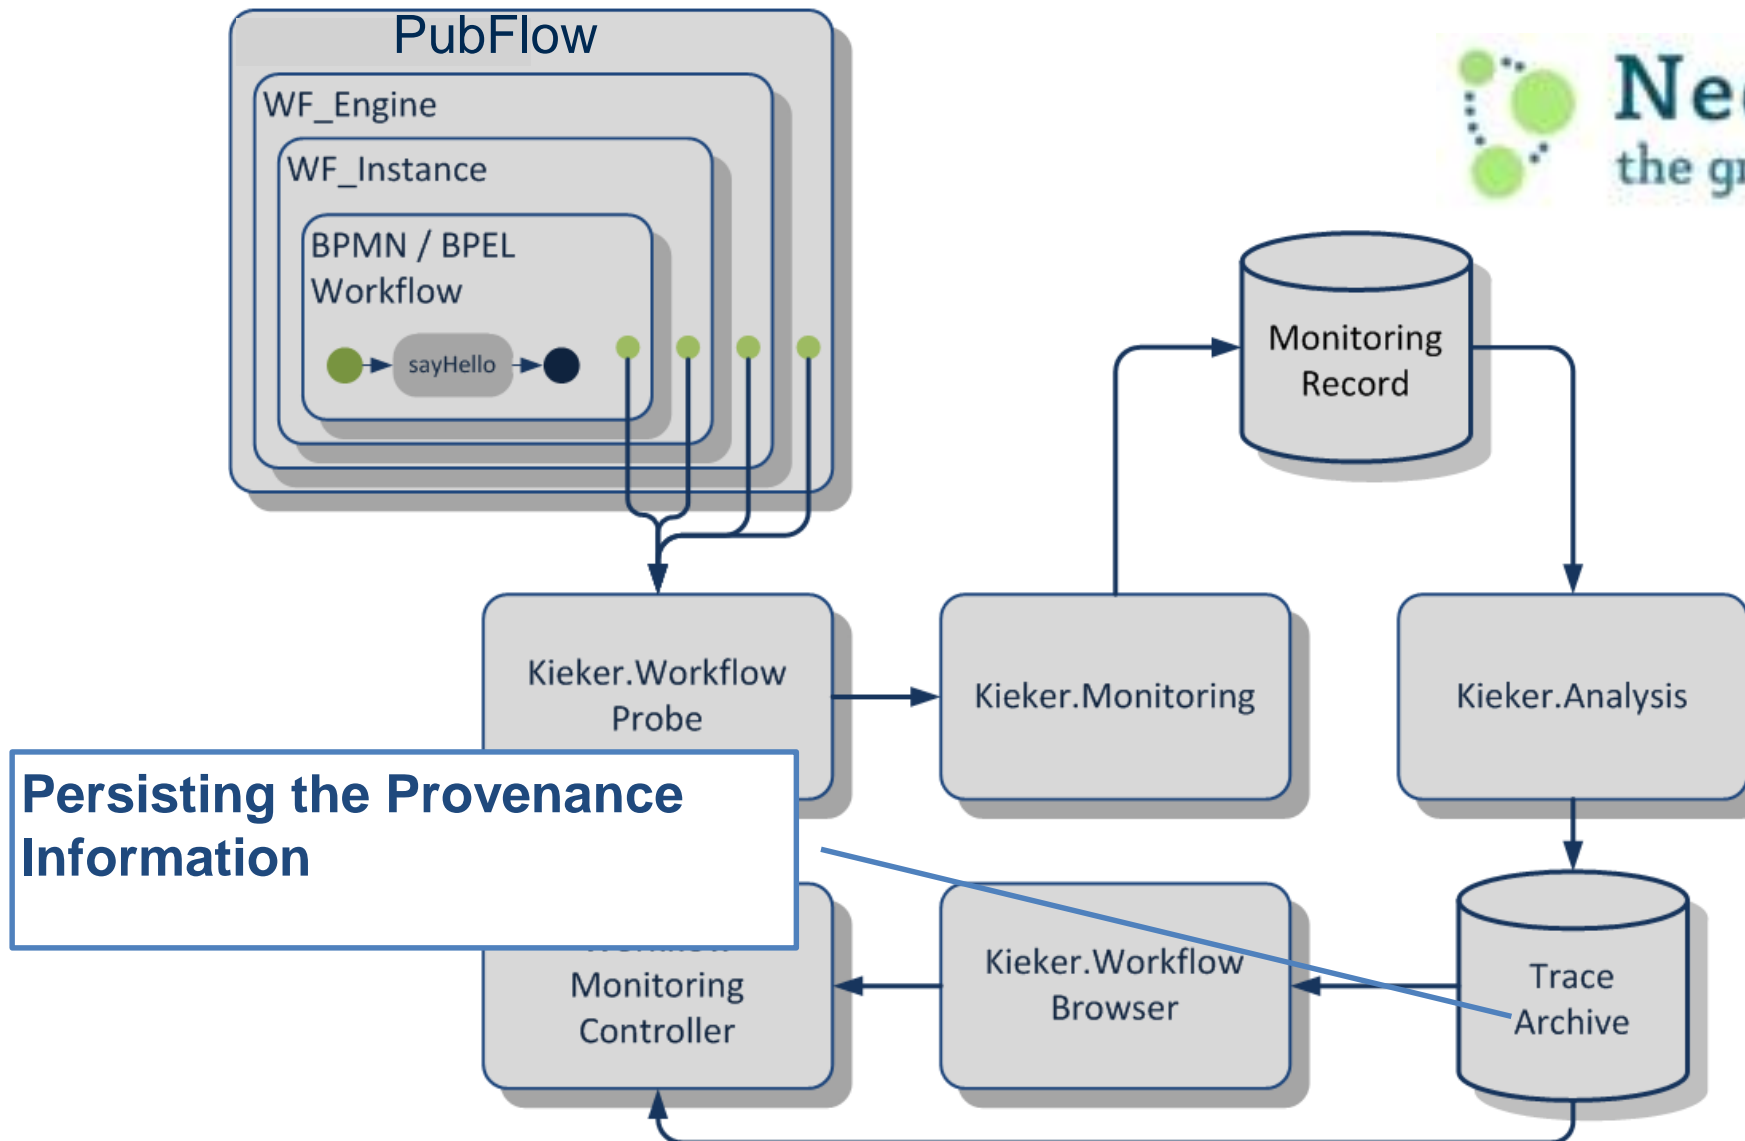 PubFlow
WF_Engine
WF_Instance
BPMN / BPEL
Workflow
sayHello
the
Monitoring
Record
Kieker.Workflow
Probe
Kieker.Monitoring
Kieker.Analysis
Persisting the Provenance
Information
Monitoring
Controller
Kieker.Workflow
Browser
Trace
Archive